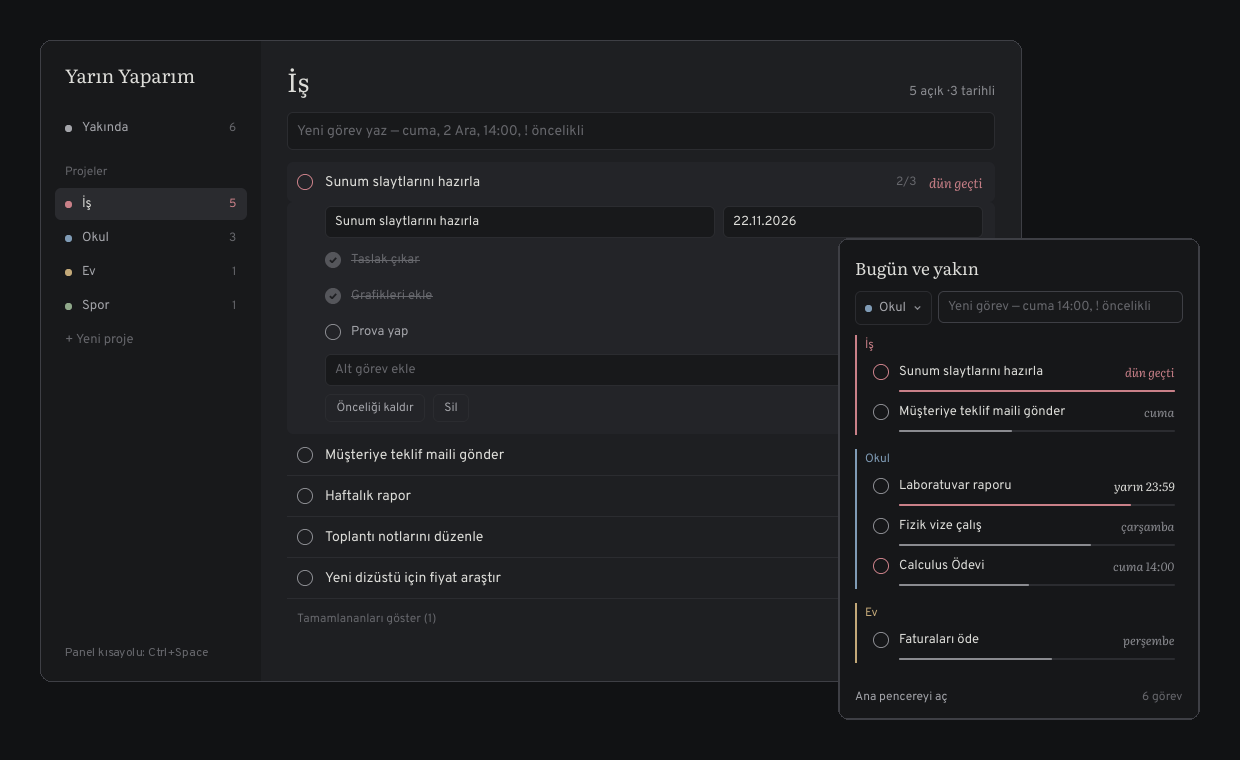 Yarın Yaparım
Yakında 6
Projeler
İş 5
Okul 3
Ev 1
Spor 1
+ Yeni proje
Panel kısayolu: Ctrl+Space
İş
5 açık ·3 tarihli
Yeni görev yaz — cuma, 2 Ara, 14:00, ! öncelikli
Sunum slaytlarını hazırla 2/3 dün geçti
Sunum slaytlarını hazırla 22.11.2026
Taslak çıkar
Grafikleri ekle
Prova yap
Alt görev ekle
Önceliği kaldır Sil
Müşteriye teklif maili gönder
Haftalık rapor
Toplantı notlarını düzenle
Yeni dizüstü için fiyat araştır
Tamamlananları göster (1)
Bugün ve yakın
Okul Yeni görev — cuma 14:00, ! öncelikli
İş
Sunum slaytlarını hazırla dün geçti
Müşteriye teklif maili gönder cuma
Okul
Laboratuvar raporu yarın 23:59
Fizik vize çalış çarşamba
Calculus Ödevi cuma 14:00
Ev
Faturaları öde perşembe
Ana pencereyi aç 6 görev